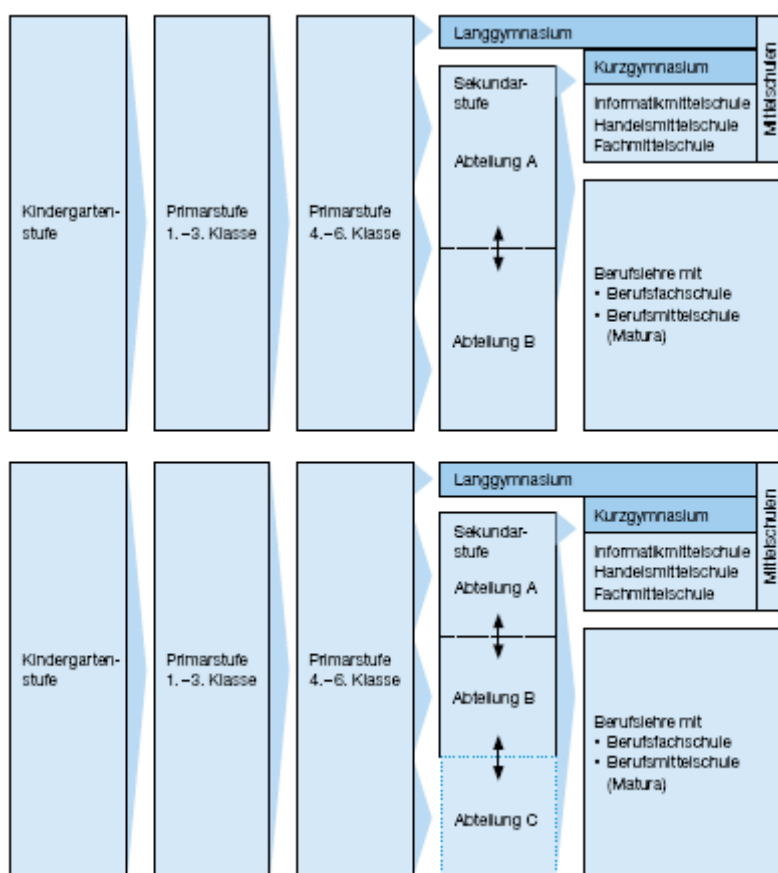 Kindergarten-
stufe
Primarstufe
1.–3. Klasse
Primarstufe
4.–6. Klasse
Langgymnasium
Sekundar-
stufe
Abteilung A
Abteilung B
Kurzgymnasium
Informatikmittelschule
Handelsmittelschule
Fachmittelschule
Mittelschulen
Berufslehre mit
• Berufsfachschule
• Berufsmittelschule
(Matura)
Kindergarten-
stufe
Primarstufe
1.–3. Klasse
Primarstufe
4.–6. Klasse
Langgymnasium
Sekundar-
stufe
Abteilung A
Abteilung B
Abteilung C
Kurzgymnasium
Informatikmittelschule
Handelsmittelschule
Fachmittelschule
Mittelschulen
Berufslehre mit
• Berufsfachschule
• Berufsmittelschule
(Matura)